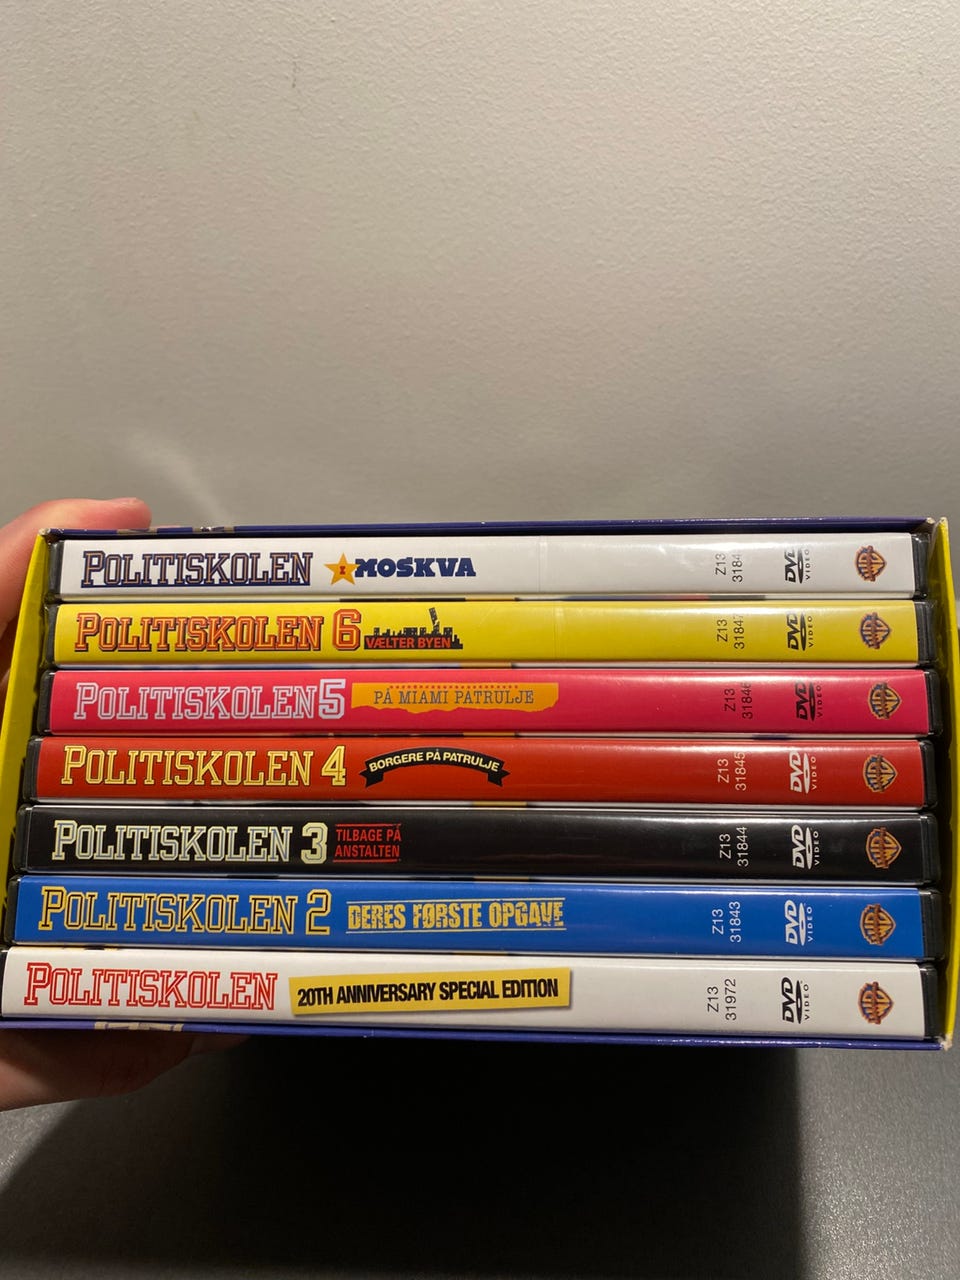 POLITISKOLEN MOSKVA
Z13
3184
DVD
VIDEO
POLITISKOLEN 6 VÆLTER BYEN
Z13
31847
DVD
VIDEO
POLITISKOLEN 5 PÅ MIAMI PATRULJE
Z13
31846
DVD
VIDEO
POLITISKOLEN 4 BORGERE PÅ PATRULJE
Z13
31845
DVD
VIDEO
POLITISKOLEN 3 TILBAGE PÅ
ANSTALTEN
Z13
31844
DVD
VIDEO
POLITISKOLEN 2 DERES FØRSTE OPGAVE
Z13
31843
DVD
VIDEO
POLITISKOLEN 20TH ANNIVERSARY SPECIAL EDITION
Z13
31972
DVD
VIDEO